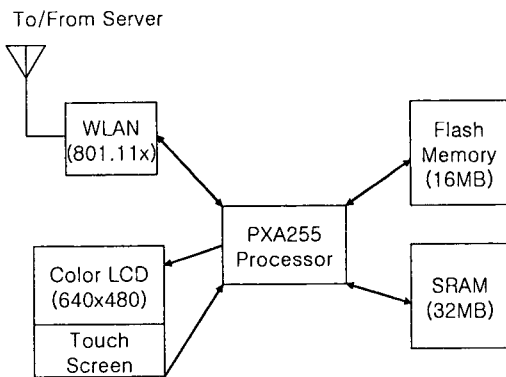 To/From Server
WLAN
(801.11x)
Flash
Memory
(16MB)
PXA255
Processor
Color LCD
(640x480)
Touch
Screen
SRAM
(32MB)